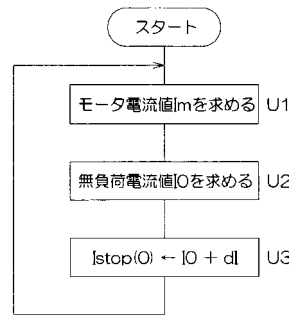 スタート
モータ電流値Imを求める U1
無負荷電流値I0を求める U2
Istop(0) ← I0 + dI U3